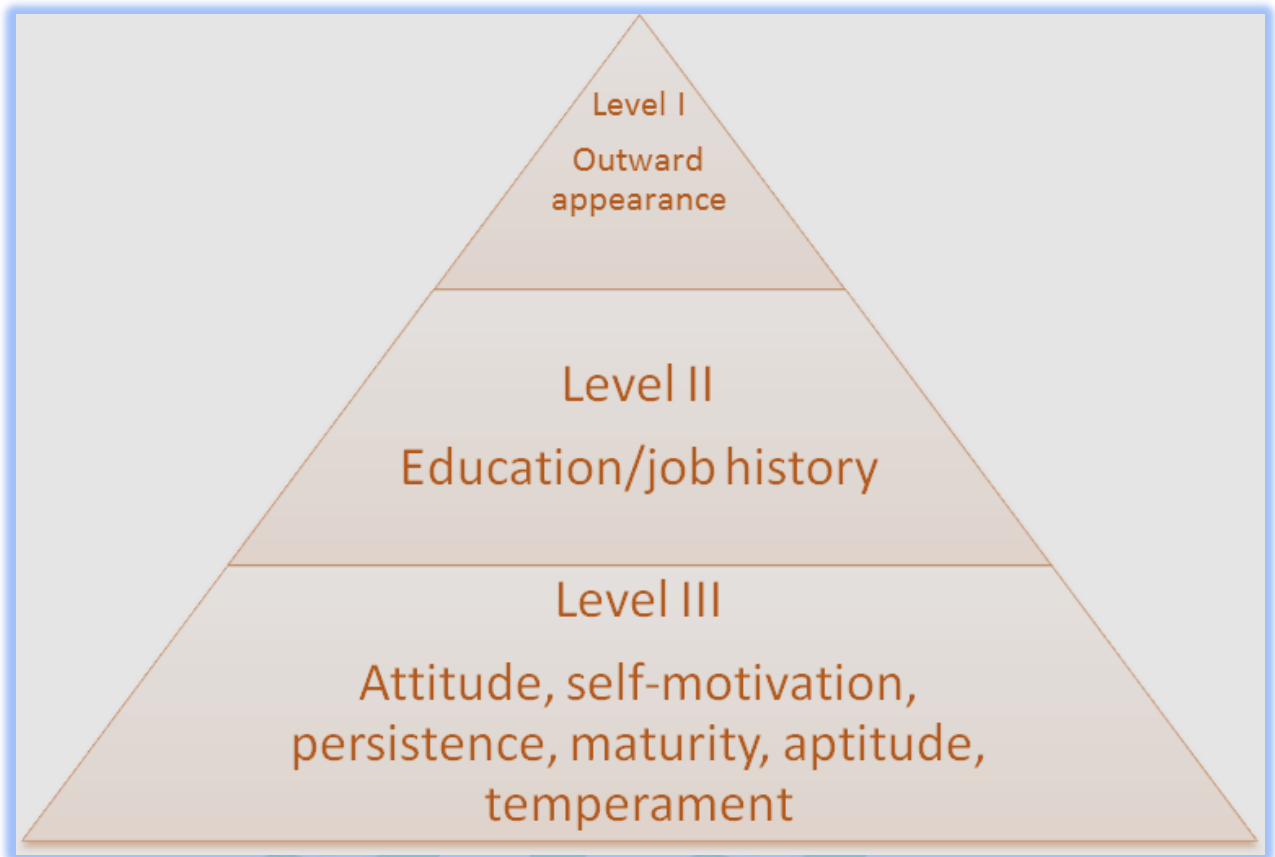 Level I
Outward
appearance
Level II
Education/job history
Level III
Attitude, self-motivation,
persistence, maturity, aptitude,
temperament